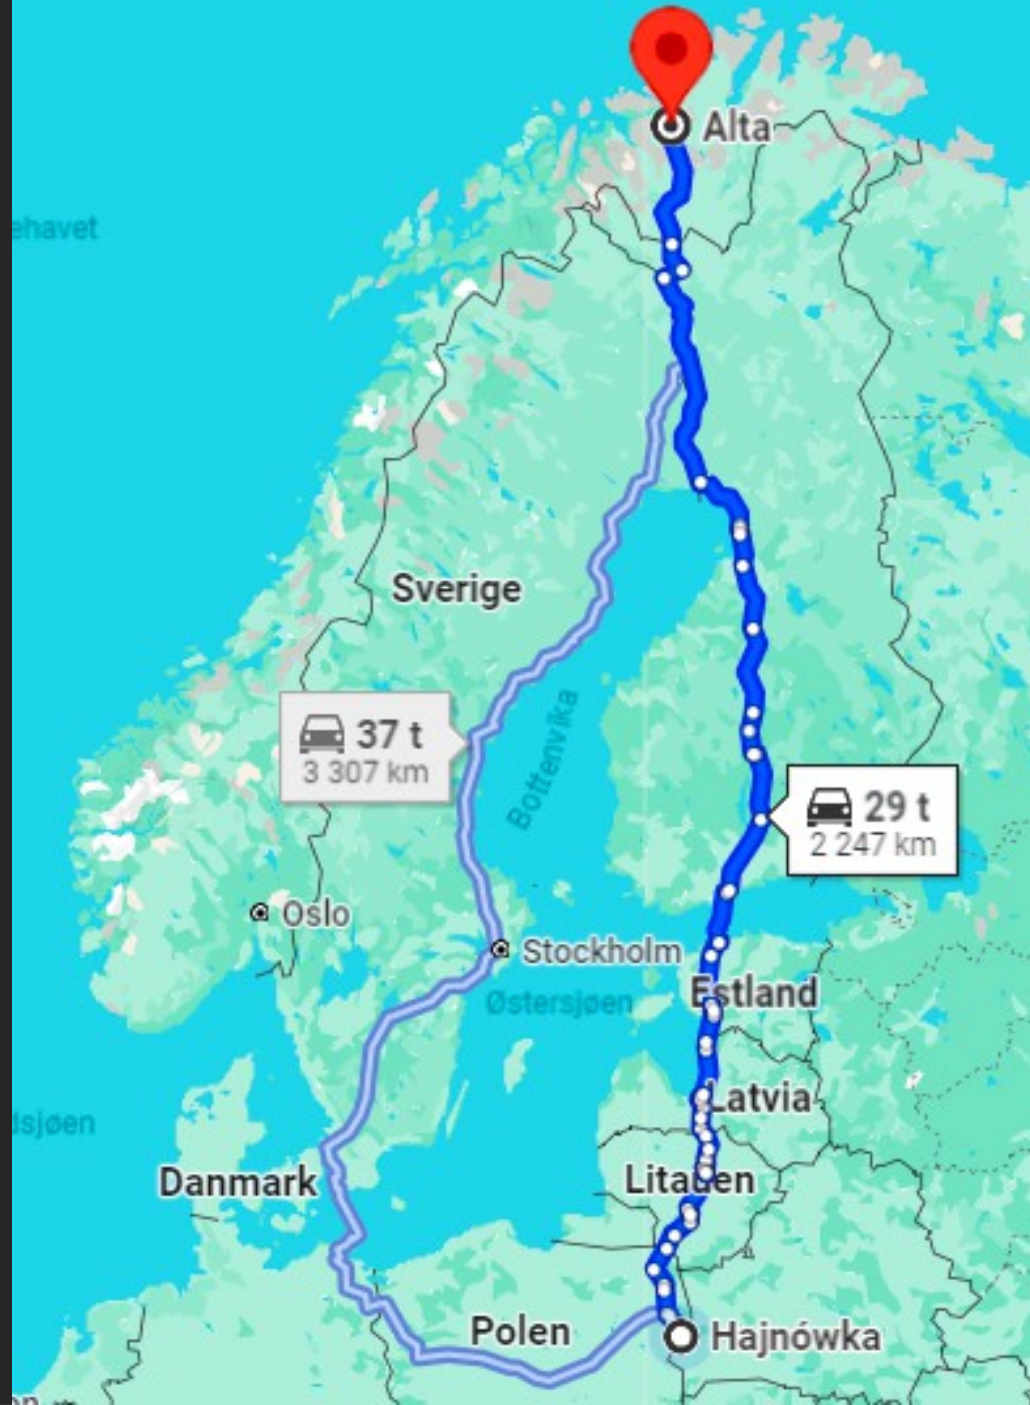 Alta
ehavet
Sverige
37 t
3 307 km
Bottenvika
29 t
2 247 km
Oslo
Stockholm
Estland
Østersjøen
Latvia
dsjøen
Danmark
Litauen
Polen
Hajnówka